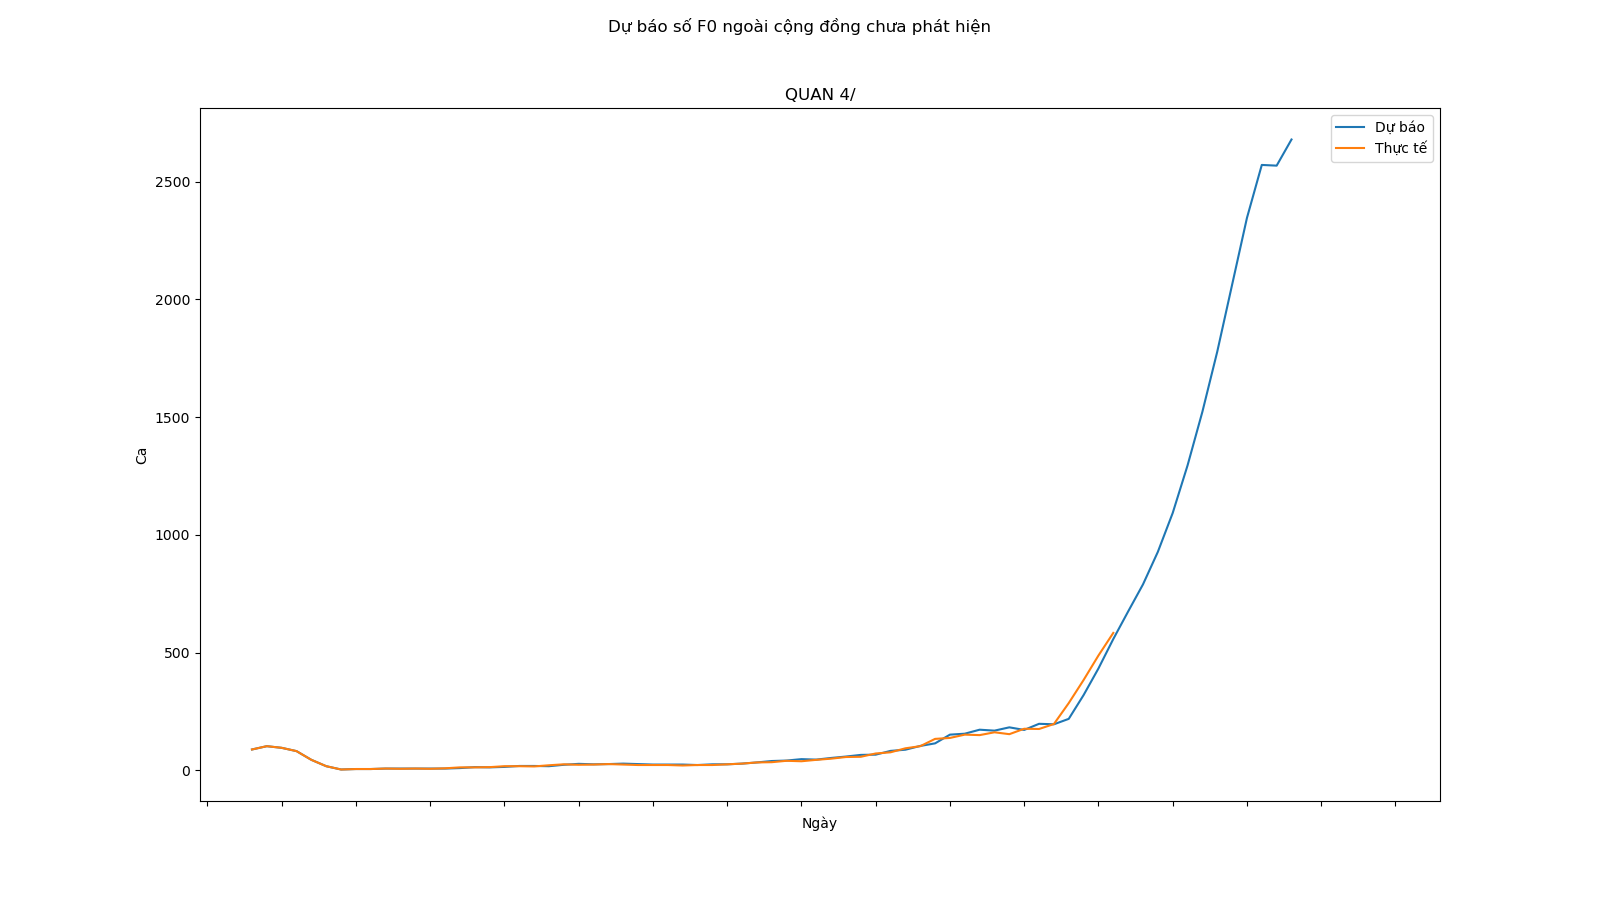 Dự báo số F0 ngoài cộng đồng chưa phát hiện
QUAN 4/
Dự báo
Thực tế
2500
2000
1500
1000
500
0
Ca
Ngày